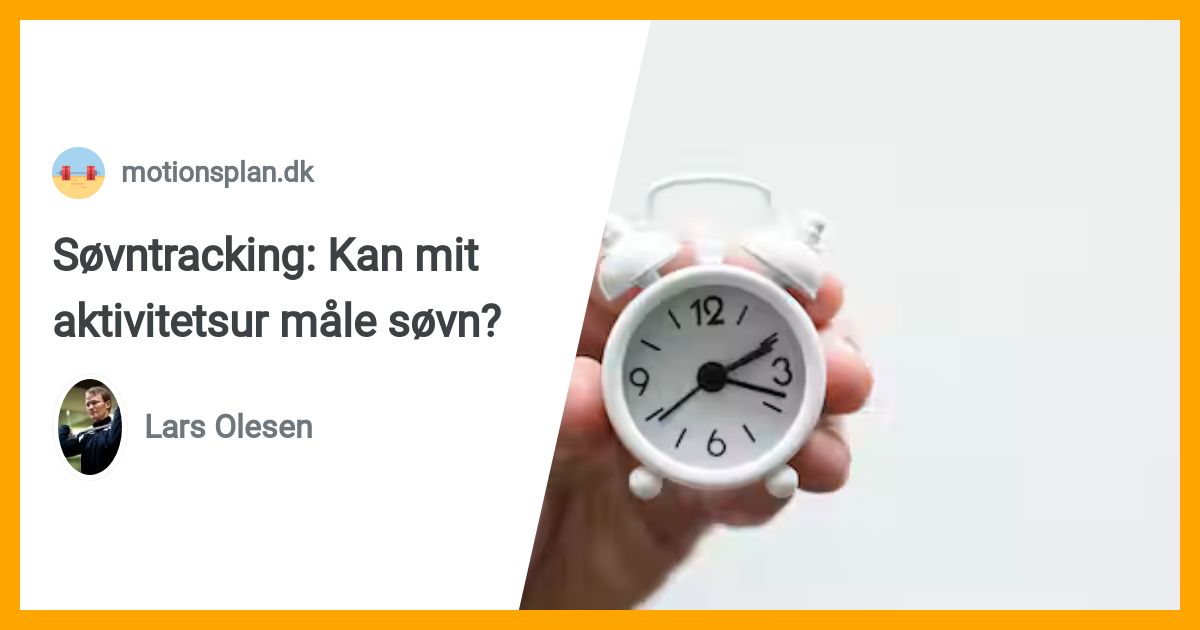 motionsplan.dk
Søvntracking: Kan mit
aktivitetsur måle søvn?
Lars Olesen
12
3
9
6